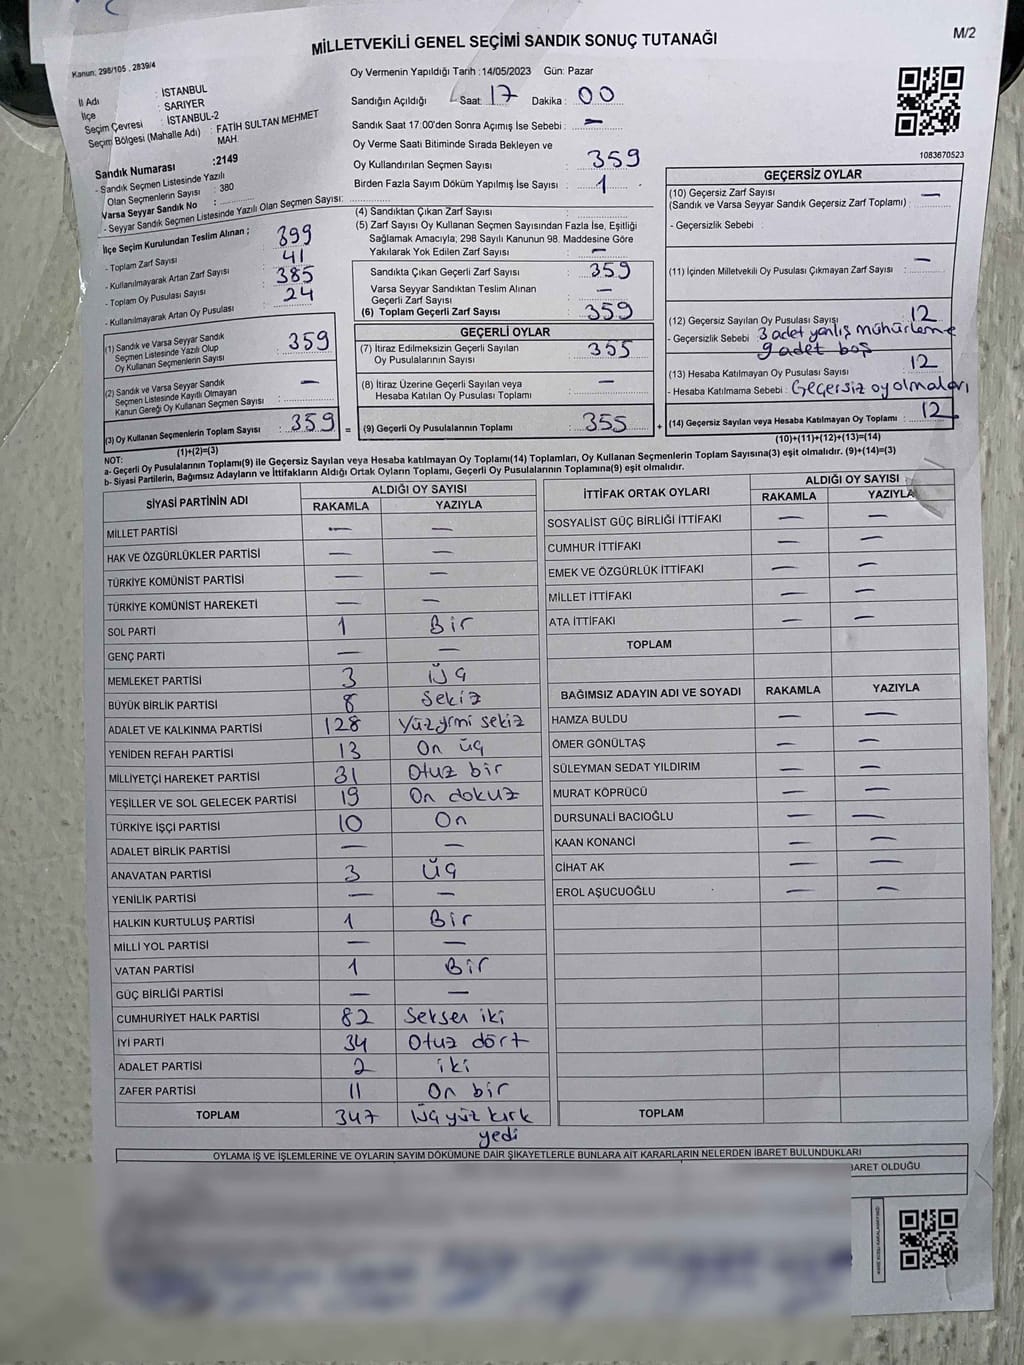 MİLLETVEKİLİ GENEL SEÇİMİ SANDIK SONUÇ TUTANAĞI
M/2
Kanun: 298/105 , 2839/4
İl Adı : İSTANBUL
İlçe : SARIYER
Seçim Çevresi : İSTANBUL-2
Seçim Bölgesi (Mahalle Adı) : FATİH SULTAN MEHMET
MAH.
Sandık Numarası :2149
- Sandık Seçmen Listesinde Yazılı
Olan Seçmenlerin Sayısı : 380
Varsa Seyyar Sandık No :
- Seyyar Sandık Seçmen Listesinde Yazılı Olan Seçmen Sayısı:
Oy Vermenin Yapıldığı Tarih :14/05/2023 Gün: Pazar
Sandığın Açıldığı Saat: 17 Dakika : 00
Sandık Saat 17:00'den Sonra Açımış İse Sebebi : —
Oy Verme Saati Bitiminde Sırada Bekleyen ve
Oy Kullandırılan Seçmen Sayısı : 359
Birden Fazla Sayım Döküm Yapılmış İse Sayısı : 1
1083670523
İlçe Seçim Kurulundan Teslim Alınan ;
- Toplam Zarf Sayısı : 399
- Kullanılmayarak Artan Zarf Sayısı : 41
- Toplam Oy Pusulası Sayısı : 385
- Kullanılmayarak Artan Oy Pusulası : 24
(1) Sandık ve Varsa Seyyar Sandık
Seçmen Listesinde Yazılı Olup
Oy Kullanan Seçmenlerin Sayısı : 359
(2) Sandık ve Varsa Seyyar Sandık
Seçmen Listesinde Kayıtlı Olmayan
Kanun Gereği Oy Kullanan Seçmen Sayısı : —
(3) Oy Kullanan Seçmenlerin Toplam Sayısı : 359
(1)+(2)=(3)
(4) Sandıktan Çıkan Zarf Sayısı :
(5) Zarf Sayısı Oy Kullanan Seçmen Sayısından Fazla İse, Eşitliği
Sağlamak Amacıyla; 298 Sayılı Kanunun 98. Maddesine Göre
Yakılarak Yok Edilen Zarf Sayısı : —
Sandıkta Çıkan Geçerli Zarf Sayısı : 359
Varsa Seyyar Sandıktan Teslim Alınan
Geçerli Zarf Sayısı : —
(6) Toplam Geçerli Zarf Sayısı : 359
GEÇERLİ OYLAR
(7) İtiraz Edilmeksizin Geçerli Sayılan
Oy Pusulalarının Sayısı : 355
(8) İtiraz Üzerine Geçerli Sayılan veya
Hesaba Katılan Oy Pusulası Toplamı : —
= (9) Geçerli Oy Pusulalarının Toplamı : 355
GEÇERSİZ OYLAR
(10) Geçersiz Zarf Sayısı
(Sandık ve Varsa Seyyar Sandık Geçersiz Zarf Toplamı) : —
- Geçersizlik Sebebi :
(11) İçinden Milletvekili Oy Pusulası Çıkmayan Zarf Sayısı : —
(12) Geçersiz Sayılan Oy Pusulası Sayısı : 12
- Geçersizlik Sebebi : 3 adet yanlış mühürleme
9 adet boş
(13) Hesaba Katılmayan Oy Pusulası Sayısı : 12
- Hesaba Katılmama Sebebi : Geçersiz oy olmaları
+ (14) Geçersiz Sayılan veya Hesaba Katılmayan Oy Toplamı : 12
(10)+(11)+(12)+(13)=(14)
NOT:
a- Geçerli Oy Pusulalarının Toplamı(9) ile Geçersiz Sayılan veya Hesaba katılmayan Oy Toplamı(14) Toplamları, Oy Kullanan Seçmenlerin Toplam Sayısına(3) eşit olmalıdır. (9)+(14)=(3)
b- Siyasi Partilerin, Bağımsız Adayların ve İttifakların Aldığı Ortak Oyların Toplamı, Geçerli Oy Pusulalarının Toplamına(9) eşit olmalıdır.
SİYASİ PARTİNİN ADI ALDIĞI OY SAYISI
RAKAMLA YAZIYLA
MİLLET PARTİSİ — —
HAK VE ÖZGÜRLÜKLER PARTİSİ — —
TÜRKİYE KOMÜNİST PARTİSİ — —
TÜRKİYE KOMÜNİST HAREKETİ — —
SOL PARTİ 1 Bir
GENÇ PARTİ — —
MEMLEKET PARTİSİ 3 Üç
BÜYÜK BİRLİK PARTİSİ 8 Sekiz
ADALET VE KALKINMA PARTİSİ 128 Yüzyrmi sekiz
YENİDEN REFAH PARTİSİ 13 On üç
MİLLİYETÇİ HAREKET PARTİSİ 31 Otuz bir
YEŞİLLER VE SOL GELECEK PARTİSİ 19 On dokuz
TÜRKİYE İŞÇİ PARTİSİ 10 On
ADALET BİRLİK PARTİSİ — —
ANAVATAN PARTİSİ 3 Üç
YENİLİK PARTİSİ — —
HALKIN KURTULUŞ PARTİSİ 1 Bir
MİLLİ YOL PARTİSİ — —
VATAN PARTİSİ 1 Bir
GÜÇ BİRLİĞİ PARTİSİ — —
CUMHURİYET HALK PARTİSİ 82 Seksen iki
İYİ PARTİ 34 Otuz dört
ADALET PARTİSİ 2 iki
ZAFER PARTİSİ 11 On bir
TOPLAM 347 Üç yüz kırk
yedi
İTTİFAK ORTAK OYLARI ALDIĞI OY SAYISI
RAKAMLA YAZIYLA
SOSYALİST GÜÇ BİRLİĞİ İTTİFAKI — —
CUMHUR İTTİFAKI — —
EMEK VE ÖZGÜRLÜK İTTİFAKI — —
MİLLET İTTİFAKI — —
ATA İTTİFAKI — —
TOPLAM
BAĞIMSIZ ADAYIN ADI VE SOYADI RAKAMLA YAZIYLA
HAMZA BULDU — —
ÖMER GÖNÜLTAŞ — —
SÜLEYMAN SEDAT YILDIRIM — —
MURAT KÖPRÜCÜ — —
DURSUNALİ BACIOĞLU — —
KAAN KONANCİ — —
CİHAT AK — —
EROL AŞUCUOĞLU — —
TOPLAM
OYLAMA İŞ VE İŞLEMLERİNE VE OYLARIN SAYIM DÖKÜMÜNE DAİR ŞİKAYETLERLE BUNLARA AİT KARARLARIN NELERDEN İBARET BULUNDUKLARI
BARET OLDUĞU